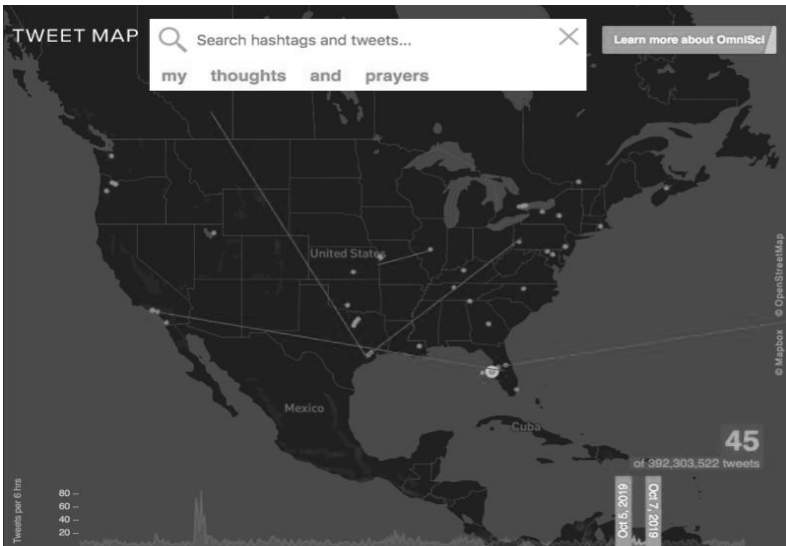 TWEET MAP
Search hashtags and tweets...
Learn more about OmniSci
my thoughts and prayers
United States
Mexico
Cuba
© Mapbox © OpenStreetMap
45
of 392,303,522 tweets
Tweets per 6 hrs
80
60
40
20
Oct 5, 2019
Oct 7, 2019